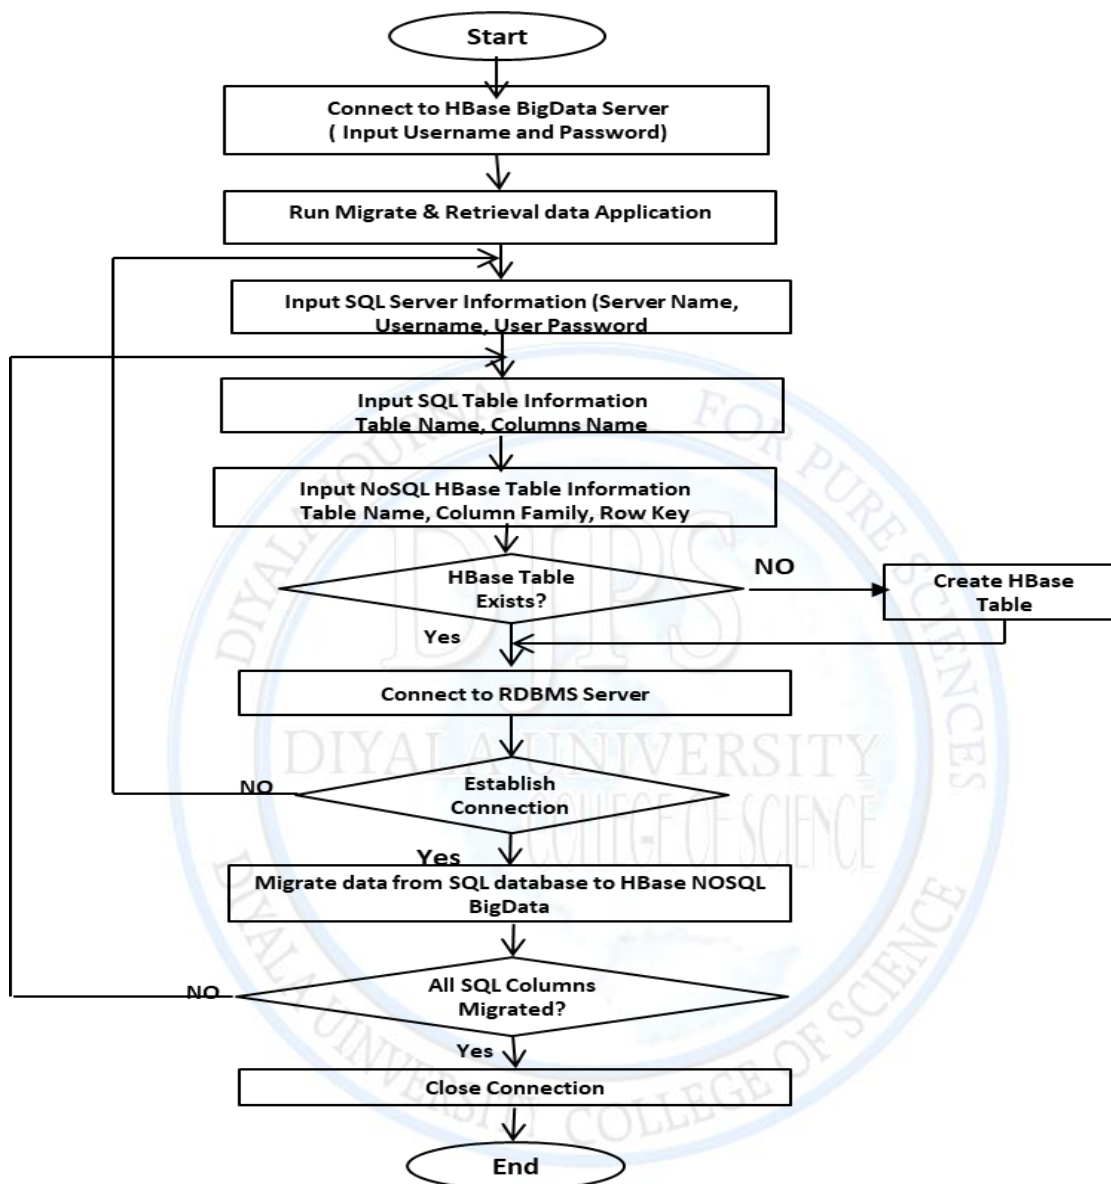 Start
Connect to HBase BigData Server
( Input Username and Password)
Run Migrate & Retrieval data Application
Input SQL Server Information (Server Name,
Username, User Password
Input SQL Table Information
Table Name, Columns Name
Input NoSQL HBase Table Information
Table Name, Column Family, Row Key
HBase Table
Exists?
NO
Create HBase
Table
Yes
Connect to RDBMS Server
Establish
Connection
NO
Yes
Migrate data from SQL database to HBase NOSQL
BigData
All SQL Columns
Migrated?
NO
Yes
Close Connection
End
DIYALA JOURNAL FOR PURE SCIENCES
DJPS
DIYALA UNIVERSITY
COLLEGE OF SCIENCE
DIYALA UINVERSITI COLLEGE OF SCIENCE